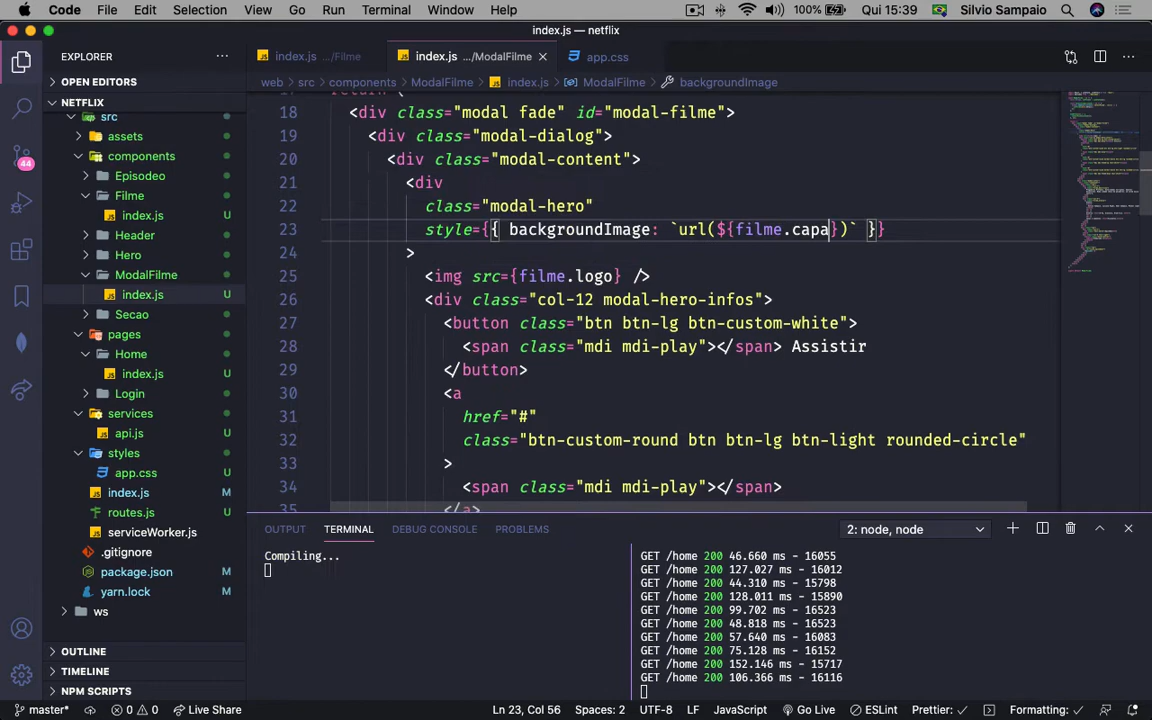 Code File Edit Selection View Go Run Terminal Window Help 100% Qui 15:39 Silvio Sampaio
index.js — netflix
EXPLORER
index.js .../Filme
index.js .../ModalFilme
app.css
OPEN EDITORS
web > src > components > ModalFilme > index.js > ModalFilme > backgroundImage
NETFLIX
src
assets
components
Episodeo
Filme
index.js
Header
ModalFilme
index.js
Secao
pages
Home
index.js
Login
services
api.js
styles
app.css
index.js
routes.js
serviceWorker.js
.gitignore
package.json
yarn.lock
ws
OUTLINE
TIMELINE
NPM SCRIPTS
U
U
U
U
U
M
U
M
M
44
return (
18 <div class="modal fade" id="modal-filme">
19 <div class="modal-dialog">
20 <div class="modal-content">
21 <div
22 class="modal-hero"
23 style={{ backgroundImage: `url(${filme.capa})` }}
24 >
25 <img src={filme.logo} />
26 <div class="col-12 modal-hero-infos">
27 <button class="btn btn-lg btn-custom-white">
28 <span class="mdi mdi-play"></span> Assistir
29 </button>
30 <a
31 href="#"
32 class="btn-custom-round btn btn-lg btn-light rounded-circle"
33 >
34 <span class="mdi mdi-play"></span>
35 </a>
OUTPUT TERMINAL DEBUG CONSOLE PROBLEMS 2: node, node
Compiling...
GET /home 200 46.660 ms - 16055
GET /home 200 127.027 ms - 16012
GET /home 200 44.310 ms - 15798
GET /home 200 128.011 ms - 15890
GET /home 200 99.702 ms - 16523
GET /home 200 48.818 ms - 16523
GET /home 200 57.640 ms - 16083
GET /home 200 75.128 ms - 16152
GET /home 200 152.146 ms - 15717
GET /home 200 106.366 ms - 16116
master* 0 0 Live Share Ln 23, Col 56 Spaces: 2 UTF-8 LF JavaScript Go Live ESLint Prettier: ✓ Formatting: ✓